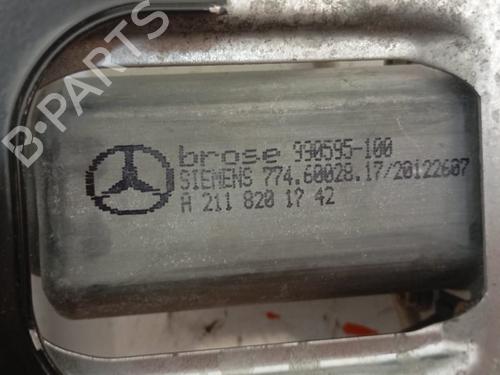 B-PARTS
brose 990595-100
SIEMENS 774.60028.17/20122607
A 211 820 17 42